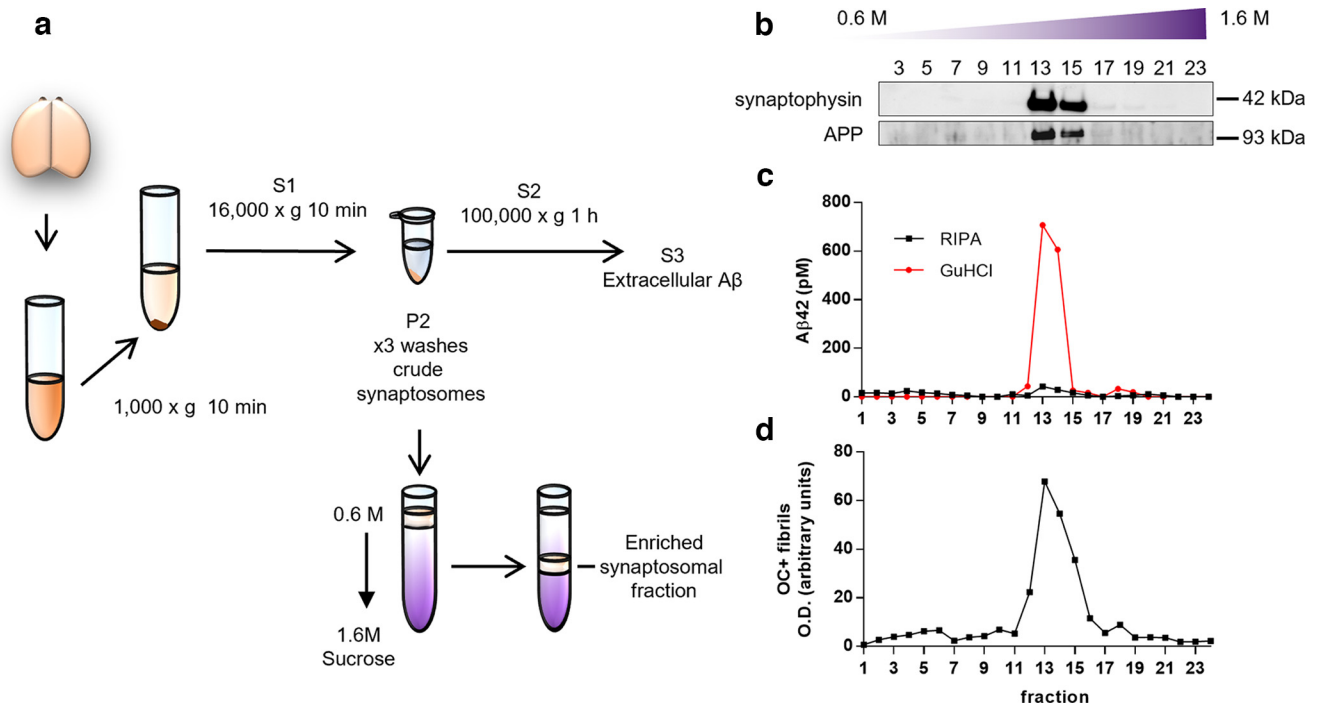 a
S1
16,000 x g 10 min
S2
100,000 x g 1 h
S3
Extracellular Aβ
P2
x3 washes
crude
synaptosomes
1,000 x g 10 min
0.6 M
1.6M
Sucrose
Enriched
synaptosomal
fraction
b
0.6 M
1.6 M
3 5 7 9 11 13 15 17 19 21 23
synaptophysin
42 kDa
APP
93 kDa
c
Aβ42 (pM)
800
600
400
200
0
RIPA
GuHCl
1 3 5 7 9 11 13 15 17 19 21 23
d
OC+ fibrils
O.D. (arbitrary units)
80
60
40
20
0
1 3 5 7 9 11 13 15 17 19 21 23
fraction